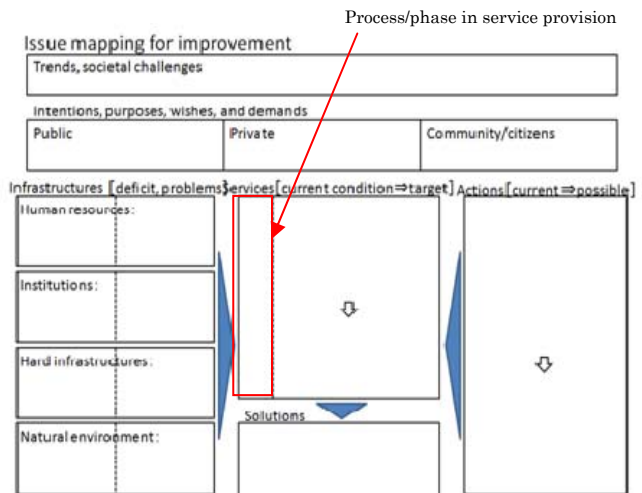 Process/phase in service provision
Issue mapping for improvement
Trends, societal challenges
Intentions, purposes, wishes, and demands
Public
Private
Community/citizens
Infrastructures [deficit, problems]
Services[current condition⇒target]
Actions[current ⇒possible]
Human resources:
Institutions:
Hard infrastructures:
Natural environment:
Solutions